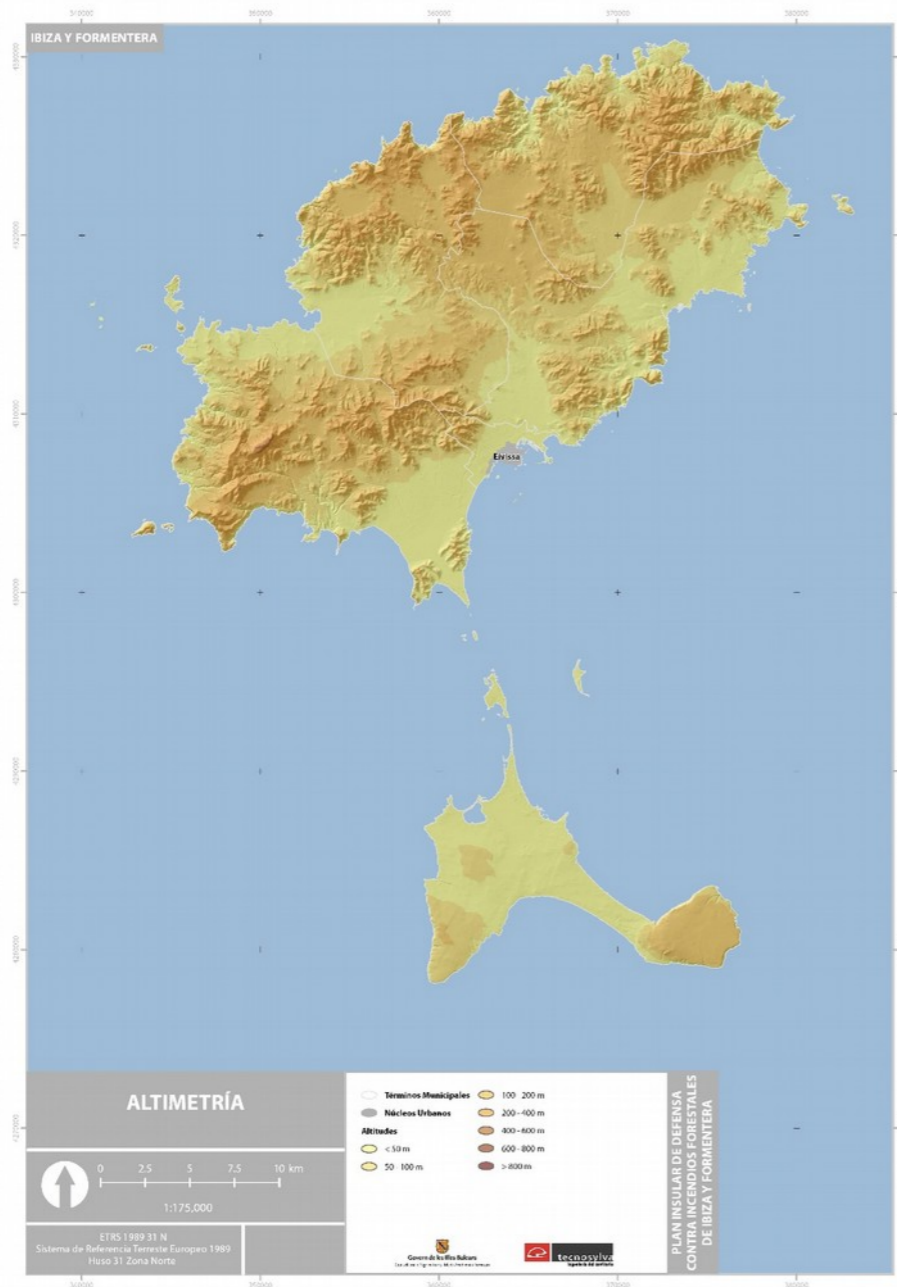 IBIZA Y FORMENTERA
Eivissa
ALTIMETRÍA
0 2.5 5 7.5 10 km
1:175,000
ETRS 1989 31 N
Sistema de Referencia Terreste Europeo 1989
Huso 31 Zona Norte
Términos Municipales
Núcleos Urbanos
Altitudes
< 50 m
50 - 100 m
100 - 200 m
200 - 400 m
400 - 600 m
600 - 800 m
> 800 m
Govern de les Illes Balears
tecnosylva
PLAN INSULAR DE DEFENSA
CONTRA INCENDIOS FORESTALES
DE IBIZA Y FORMENTERA